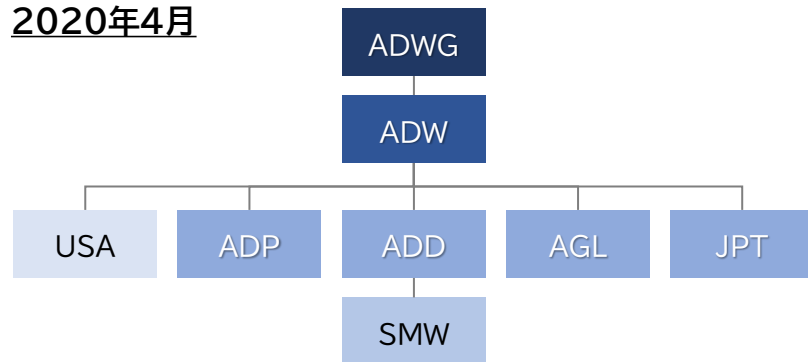 2020年4月
ADWG
ADW
USA
ADP
ADD
AGL
JPT
SMW